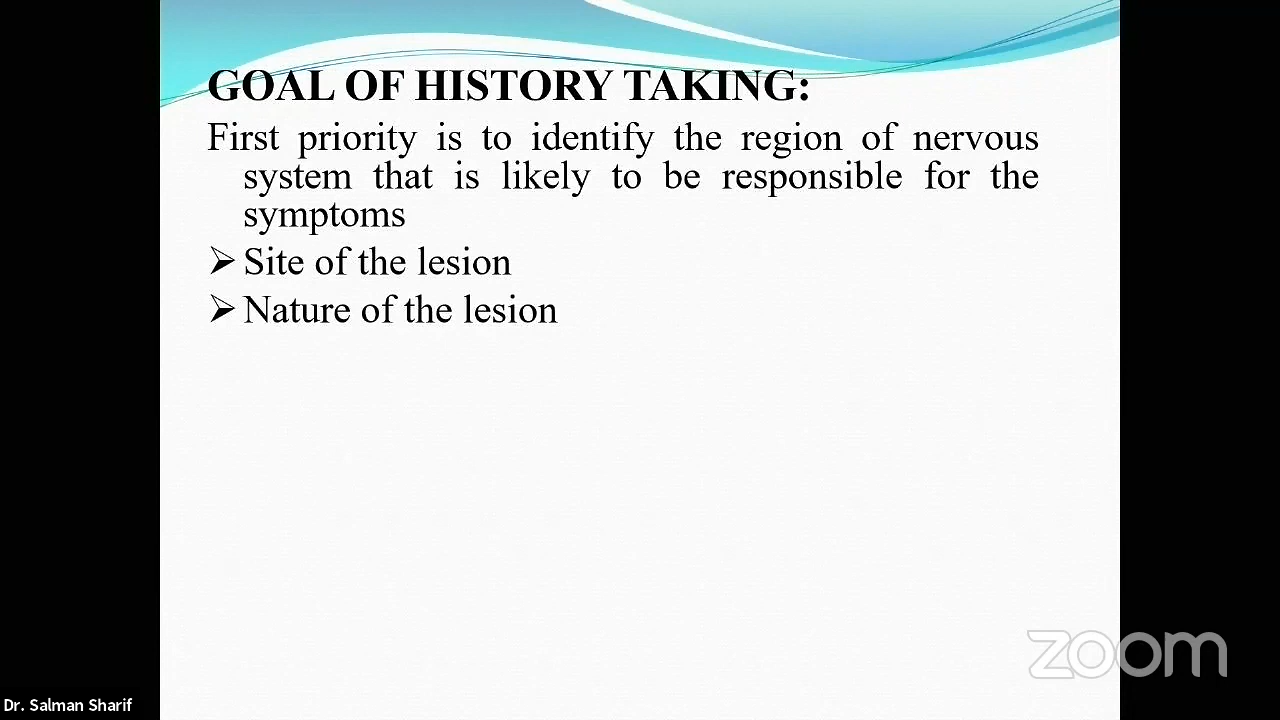 GOAL OF HISTORY TAKING:
First priority is to identify the region of nervous
system that is likely to be responsible for the
symptoms
➢ Site of the lesion
➢ Nature of the lesion
zoom
Dr. Salman Sharif